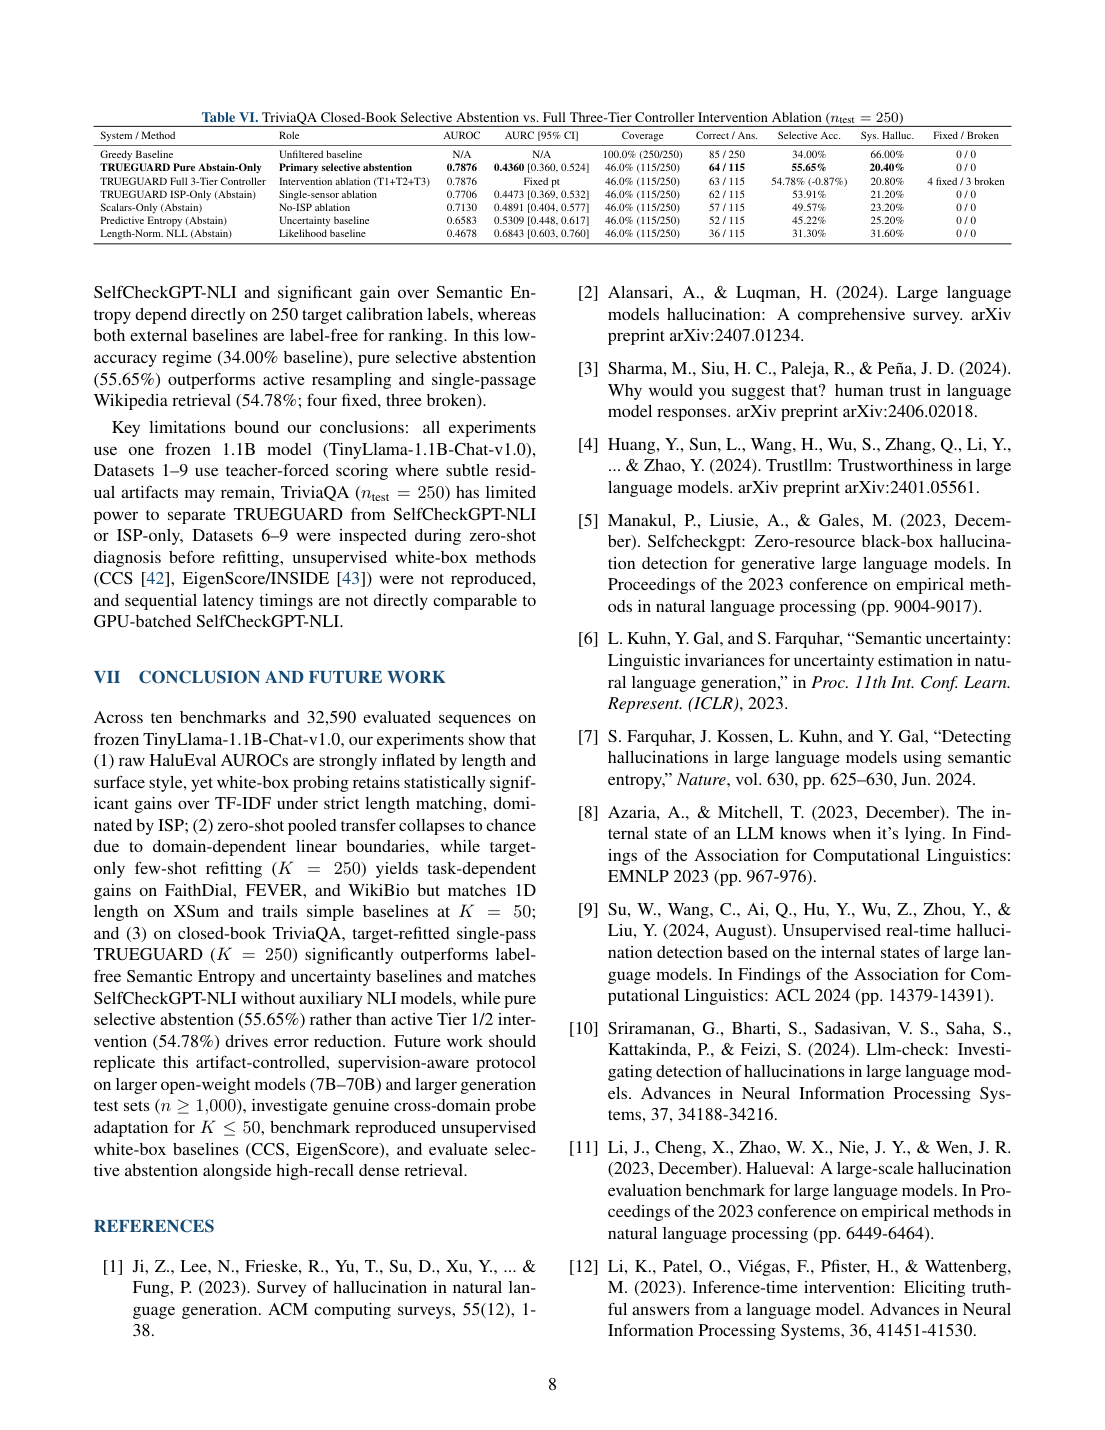 Table VI. TriviaQA Closed-Book Selective Abstention vs. Full Three-Tier Controller Intervention Ablation (n_test = 250)
System / Method Role AUROC AURC [95% CI] Coverage Correct / Ans. Selective Acc. Sys. Halluc. Fixed / Broken
Greedy Baseline Unfiltered baseline N/A N/A 100.0% (250/250) 85 / 250 34.00% 66.00% 0 / 0
TRUEGUARD Pure Abstain-Only Primary selective abstention 0.7876 0.4360 [0.360, 0.524] 46.0% (115/250) 64 / 115 55.65% 20.40% 0 / 0
TRUEGUARD Full 3-Tier Controller Intervention ablation (T1+T2+T3) 0.7876 Fixed pt 46.0% (115/250) 63 / 115 54.78% (-0.87%) 20.80% 4 fixed / 3 broken
TRUEGUARD ISP-Only (Abstain) Single-sensor ablation 0.7706 0.4473 [0.369, 0.532] 46.0% (115/250) 62 / 115 53.91% 21.20% 0 / 0
Scalars-Only (Abstain) No-ISP ablation 0.7130 0.4891 [0.404, 0.577] 46.0% (115/250) 57 / 115 49.57% 23.20% 0 / 0
Predictive Entropy (Abstain) Uncertainty baseline 0.6583 0.5309 [0.448, 0.617] 46.0% (115/250) 52 / 115 45.22% 25.20% 0 / 0
Length-Norm. NLL (Abstain) Likelihood baseline 0.4678 0.6843 [0.603, 0.760] 46.0% (115/250) 36 / 115 31.30% 31.60% 0 / 0
SelfCheckGPT-NLI and significant gain over Semantic En-
tropy depend directly on 250 target calibration labels, whereas
both external baselines are label-free for ranking. In this low-
accuracy regime (34.00% baseline), pure selective abstention
(55.65%) outperforms active resampling and single-passage
Wikipedia retrieval (54.78%; four fixed, three broken).
Key limitations bound our conclusions: all experiments
use one frozen 1.1B model (TinyLlama-1.1B-Chat-v1.0),
Datasets 1–9 use teacher-forced scoring where subtle resid-
ual artifacts may remain, TriviaQA (n_test = 250) has limited
power to separate TRUEGUARD from SelfCheckGPT-NLI
or ISP-only, Datasets 6–9 were inspected during zero-shot
diagnosis before refitting, unsupervised white-box methods
(CCS [42], EigenScore/INSIDE [43]) were not reproduced,
and sequential latency timings are not directly comparable to
GPU-batched SelfCheckGPT-NLI.
VII CONCLUSION AND FUTURE WORK
Across ten benchmarks and 32,590 evaluated sequences on
frozen TinyLlama-1.1B-Chat-v1.0, our experiments show that
(1) raw HaluEval AUROCs are strongly inflated by length and
surface style, yet white-box probing retains statistically signif-
icant gains over TF-IDF under strict length matching, domi-
nated by ISP; (2) zero-shot pooled transfer collapses to chance
due to domain-dependent linear boundaries, while target-
only few-shot refitting (K = 250) yields task-dependent
gains on FaithDial, FEVER, and WikiBio but matches 1D
length on XSum and trails simple baselines at K = 50;
and (3) on closed-book TriviaQA, target-refitted single-pass
TRUEGUARD (K = 250) significantly outperforms label-
free Semantic Entropy and uncertainty baselines and matches
SelfCheckGPT-NLI without auxiliary NLI models, while pure
selective abstention (55.65%) rather than active Tier 1/2 inter-
vention (54.78%) drives error reduction. Future work should
replicate this artifact-controlled, supervision-aware protocol
on larger open-weight models (7B–70B) and larger generation
test sets (n ≥ 1,000), investigate genuine cross-domain probe
adaptation for K ≤ 50, benchmark reproduced unsupervised
white-box baselines (CCS, EigenScore), and evaluate selec-
tive abstention alongside high-recall dense retrieval.
REFERENCES
[1] Ji, Z., Lee, N., Frieske, R., Yu, T., Su, D., Xu, Y., ... &
Fung, P. (2023). Survey of hallucination in natural lan-
guage generation. ACM computing surveys, 55(12), 1-
38.
[2] Alansari, A., & Luqman, H. (2024). Large language
models hallucination: A comprehensive survey. arXiv
preprint arXiv:2407.01234.
[3] Sharma, M., Siu, H. C., Paleja, R., & Peña, J. D. (2024).
Why would you suggest that? human trust in language
model responses. arXiv preprint arXiv:2406.02018.
[4] Huang, Y., Sun, L., Wang, H., Wu, S., Zhang, Q., Li, Y.,
... & Zhao, Y. (2024). Trustllm: Trustworthiness in large
language models. arXiv preprint arXiv:2401.05561.
[5] Manakul, P., Liusie, A., & Gales, M. (2023, Decem-
ber). Selfcheckgpt: Zero-resource black-box hallucina-
tion detection for generative large language models. In
Proceedings of the 2023 conference on empirical meth-
ods in natural language processing (pp. 9004-9017).
[6] L. Kuhn, Y. Gal, and S. Farquhar, “Semantic uncertainty:
Linguistic invariances for uncertainty estimation in natu-
ral language generation,” in Proc. 11th Int. Conf. Learn.
Represent. (ICLR), 2023.
[7] S. Farquhar, J. Kossen, L. Kuhn, and Y. Gal, “Detecting
hallucinations in large language models using semantic
entropy,” Nature, vol. 630, pp. 625–630, Jun. 2024.
[8] Azaria, A., & Mitchell, T. (2023, December). The in-
ternal state of an LLM knows when it’s lying. In Find-
ings of the Association for Computational Linguistics:
EMNLP 2023 (pp. 967-976).
[9] Su, W., Wang, C., Ai, Q., Hu, Y., Wu, Z., Zhou, Y., &
Liu, Y. (2024, August). Unsupervised real-time halluci-
nation detection based on the internal states of large lan-
guage models. In Findings of the Association for Com-
putational Linguistics: ACL 2024 (pp. 14379-14391).
[10] Sriramanan, G., Bharti, S., Sadasivan, V. S., Saha, S.,
Kattakinda, P., & Feizi, S. (2024). Llm-check: Investi-
gating detection of hallucinations in large language mod-
els. Advances in Neural Information Processing Sys-
tems, 37, 34188-34216.
[11] Li, J., Cheng, X., Zhao, W. X., Nie, J. Y., & Wen, J. R.
(2023, December). Halueval: A large-scale hallucination
evaluation benchmark for large language models. In Pro-
ceedings of the 2023 conference on empirical methods in
natural language processing (pp. 6449-6464).
[12] Li, K., Patel, O., Viégas, F., Pfister, H., & Wattenberg,
M. (2023). Inference-time intervention: Eliciting truth-
ful answers from a language model. Advances in Neural
Information Processing Systems, 36, 41451-41530.
8